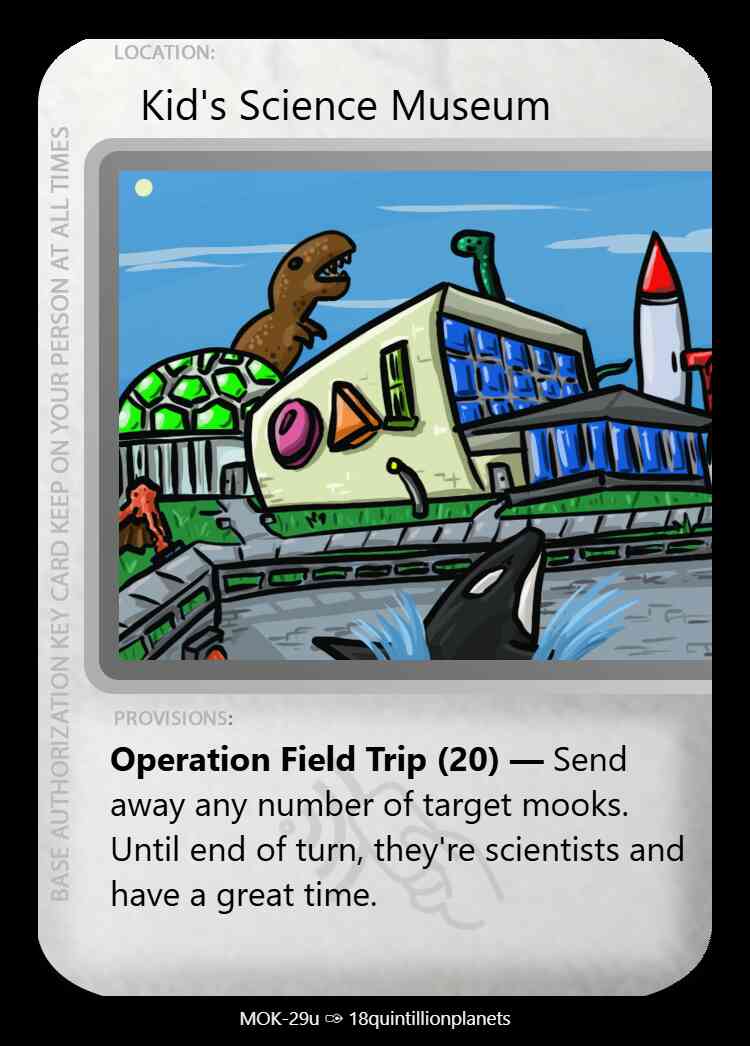 LOCATION:
Kid's Science Museum
BASE AUTHORIZATION KEY CARD KEEP ON YOUR PERSON AT ALL TIMES
PROVISIONS:
Operation Field Trip (20) — Send
away any number of target mooks.
Until end of turn, they're scientists and
have a great time.
MOK-29u ✑ 18quintillionplanets